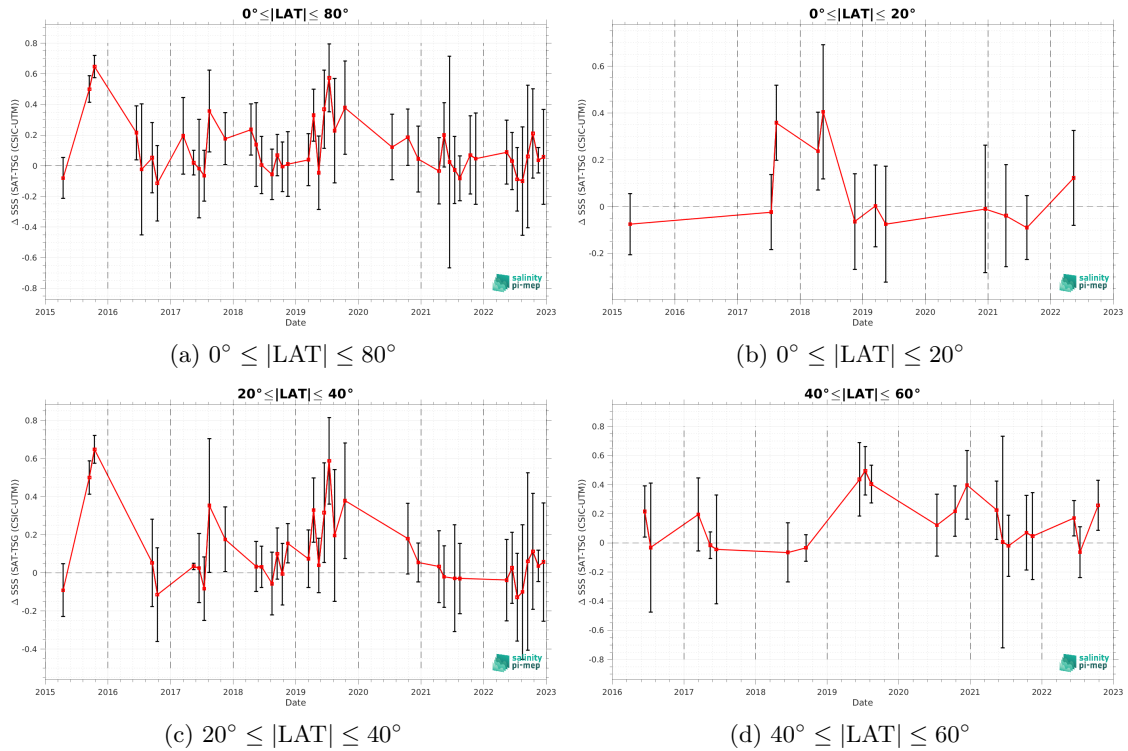 0°≤|LAT|≤ 80°
Δ SSS (SAT-TSG (CSIC-UTM))
0.8
0.6
0.4
0.2
0
-0.2
-0.4
-0.6
-0.8
2015 2016 2017 2018 2019 2020 2021 2022 2023
Date
salinity
pi-mep
(a) 0° ≤ |LAT| ≤ 80°
0°≤|LAT|≤ 20°
Δ SSS (SAT-TSG (CSIC-UTM))
0.6
0.4
0.2
0
-0.2
2015 2016 2017 2018 2019 2020 2021 2022 2023
Date
salinity
pi-mep
(b) 0° ≤ |LAT| ≤ 20°
20°≤|LAT|≤ 40°
Δ SSS (SAT-TSG (CSIC-UTM))
0.8
0.6
0.4
0.2
0
-0.2
-0.4
2015 2016 2017 2018 2019 2020 2021 2022 2023
Date
salinity
pi-mep
(c) 20° ≤ |LAT| ≤ 40°
40°≤|LAT|≤ 60°
Δ SSS (SAT-TSG (CSIC-UTM))
0.8
0.6
0.4
0.2
0
-0.2
-0.4
-0.6
-0.8
2016 2017 2018 2019 2020 2021 2022 2023
Date
salinity
pi-mep
(d) 40° ≤ |LAT| ≤ 60°